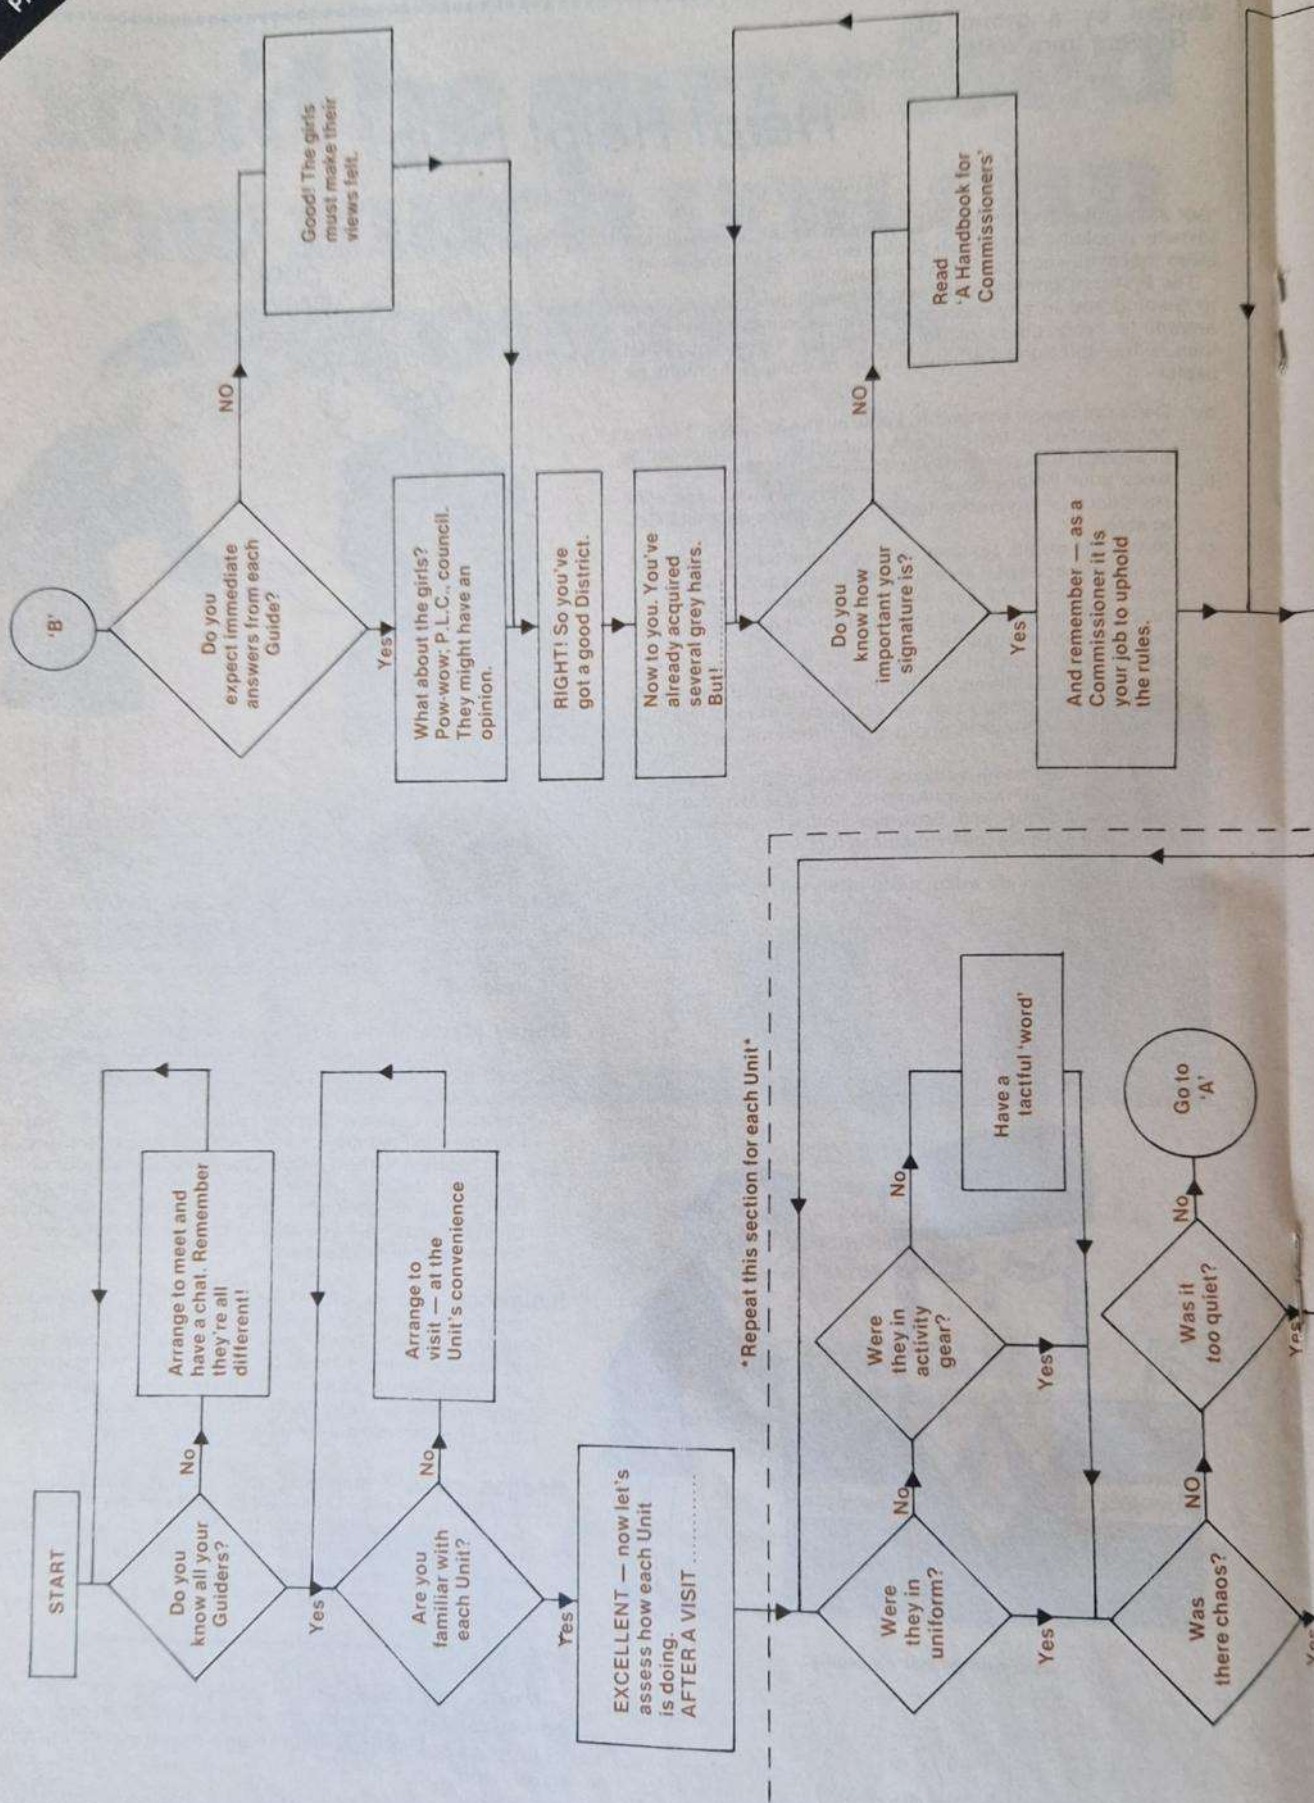 START
Do you
know all your
Guiders?
No
Arrange to meet and
have a chat. Remember
they're all
different!
Yes
Are you
familiar with
each Unit?
No
Arrange to
visit — at the
Unit's convenience
Yes
EXCELLENT — now let's
assess how each Unit
is doing.
AFTER A VISIT ...............
*Repeat this section for each Unit*
Were
they in
uniform?
No
Were
they in
activity
gear?
No
Have a
tactful 'word'
Yes
Yes
Was
there chaos?
NO
Was it
too quiet?
No
Go to
'A'
Yes
Yes
'B'
Do you
expect immediate
answers from each
Guide?
NO
Good! The girls
must make their
views felt.
Yes
What about the girls?
Pow-wow; P.L.C., council.
They might have an
opinion.
RIGHT! So you've
got a good District.
Now to you. You've
already acquired
several grey hairs.
But!...............
Do you
know how
important your
signature is?
NO
Read
'A Handbook for
Commissioners'
Yes
And remember — as a
Commissioner it is
your job to uphold
the rules.